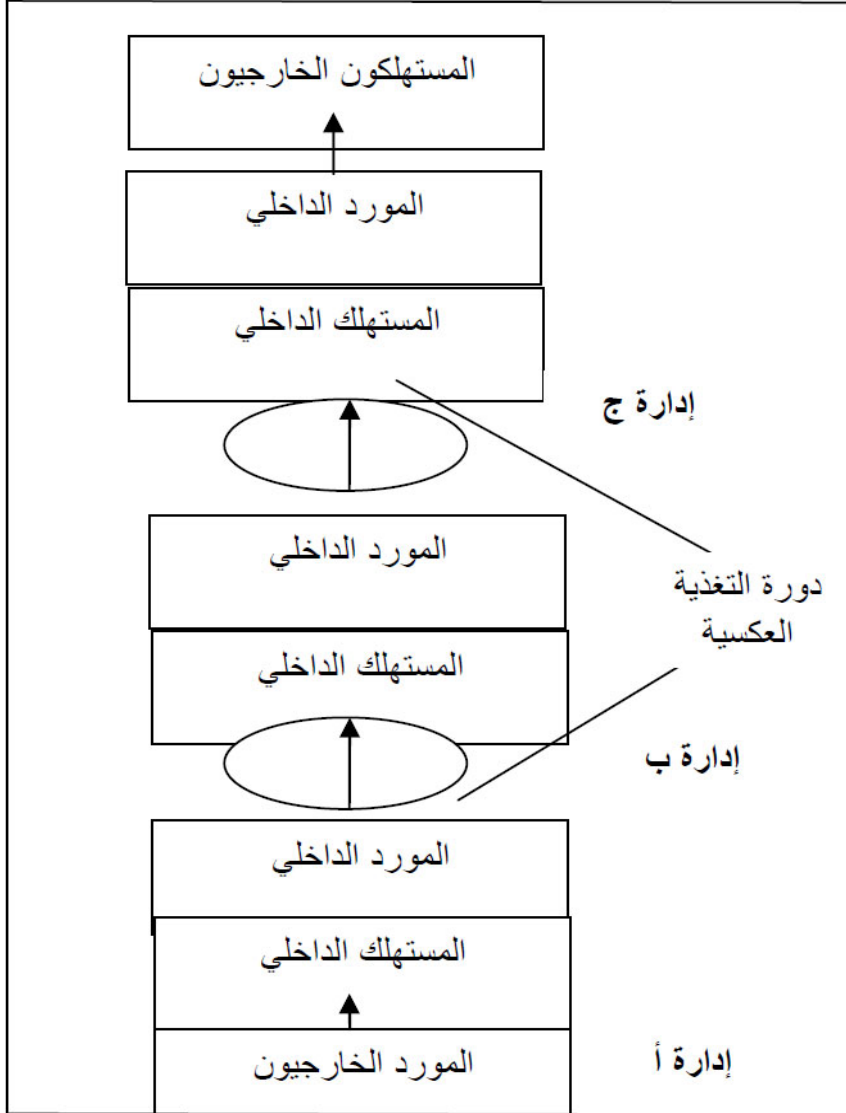 المستهلكون الخارجيون
المورد الداخلي
المستهلك الداخلي
إدارة ج
المورد الداخلي
دورة التغذية
العكسية
المستهلك الداخلي
إدارة ب
المورد الداخلي
المستهلك الداخلي
إدارة أ
المورد الخارجيون